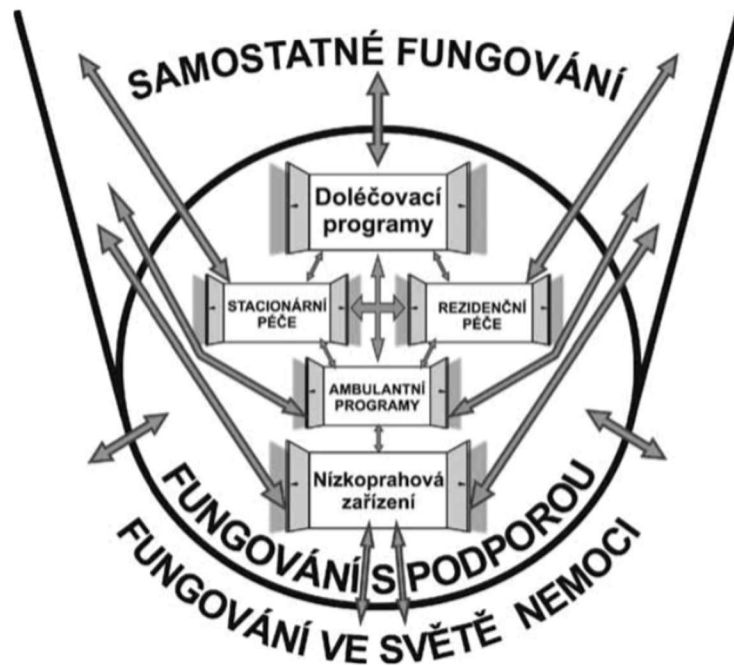 SAMOSTATNÉ FUNGOVÁNÍ
Doléčovací
programy
STACIONÁRNÍ
PÉČE
REZIDENČNÍ
PÉČE
AMBULANTNÍ
PROGRAMY
Nízkoprahová
zařízení
FUNGOVÁNÍ S PODPOROU
FUNGOVÁNÍ VE SVĚTĚ NEMOCI